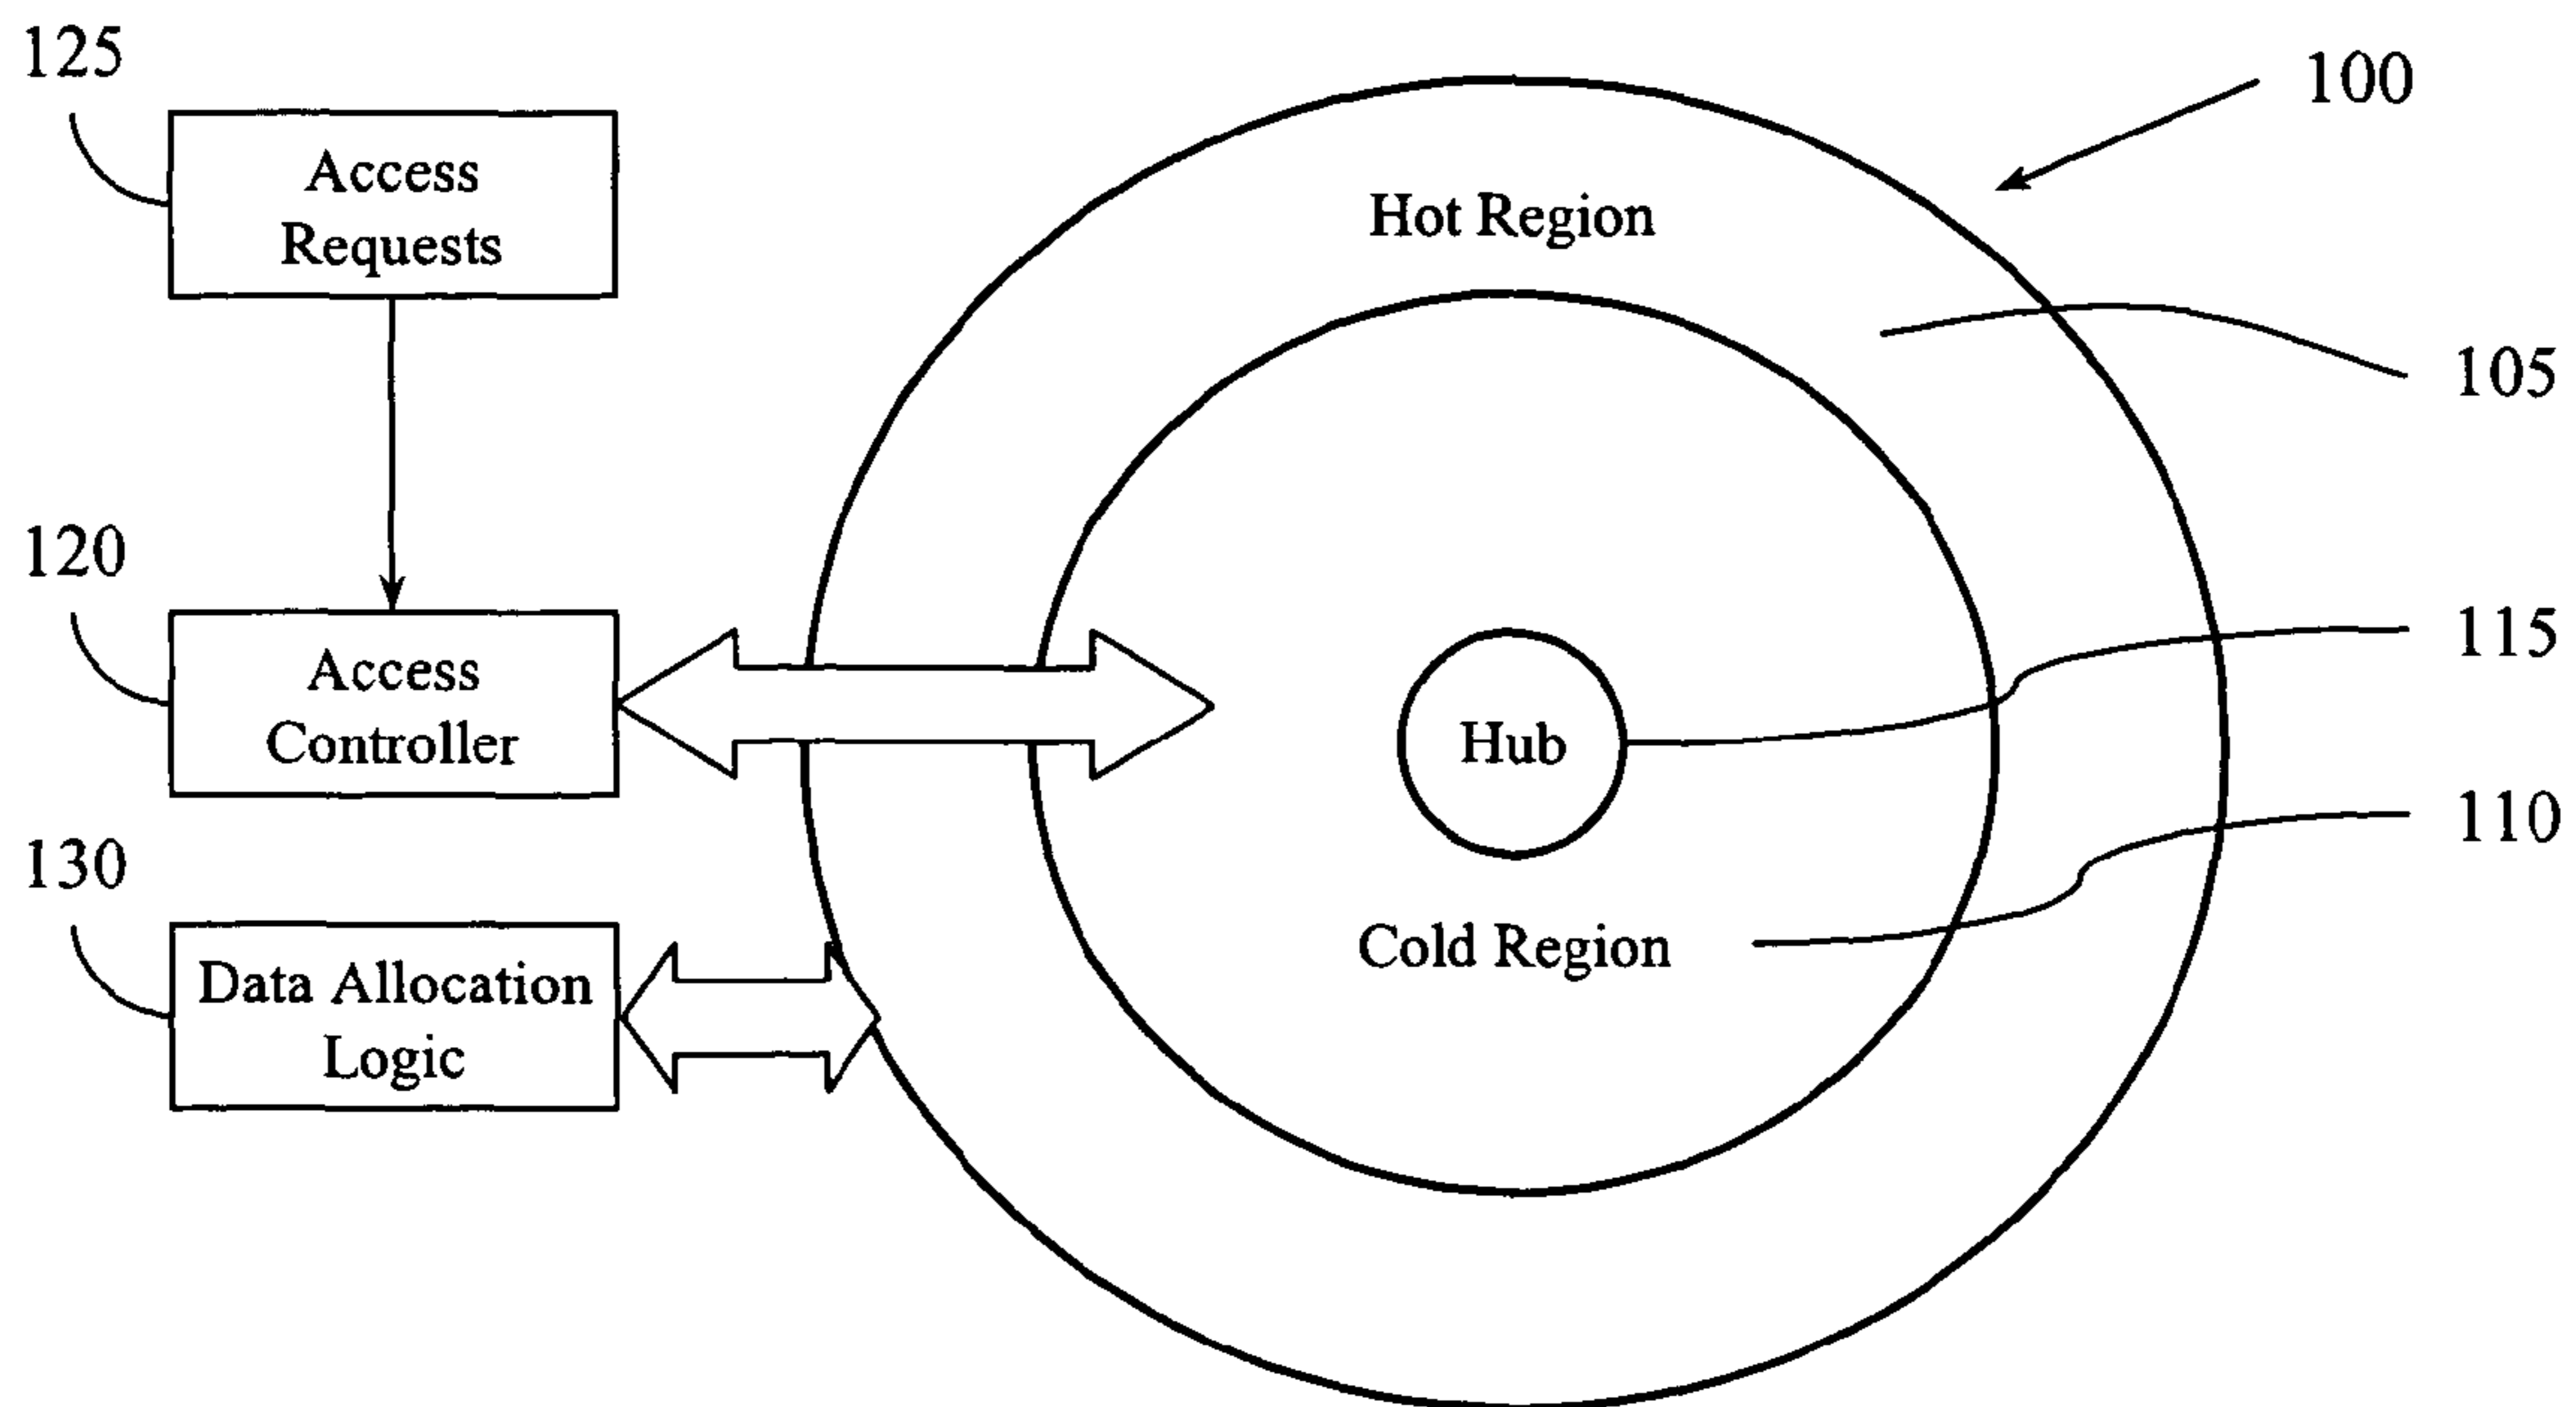 125
Access
Requests
100
Hot Region
105
120
Access
Controller
Hub
115
110
130
Data Allocation
Logic
Cold Region